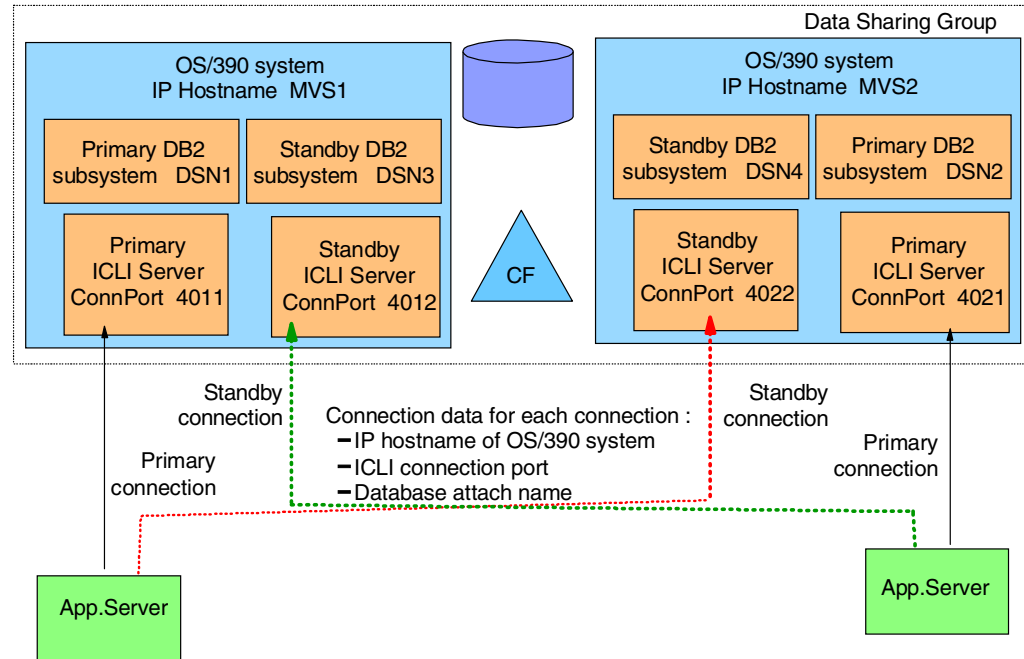 Data Sharing Group
OS/390 system
IP Hostname MVS1
Primary DB2
subsystem DSN1
Standby DB2
subsystem DSN3
Primary
ICLI Server
ConnPort 4011
Standby
ICLI Server
ConnPort 4012
CF
OS/390 system
IP Hostname MVS2
Standby DB2
subsystem DSN4
Primary DB2
subsystem DSN2
Standby
ICLI Server
ConnPort 4022
Primary
ICLI Server
ConnPort 4021
Standby
connection
Primary
connection
Connection data for each connection :
–IP hostname of OS/390 system
–ICLI connection port
–Database attach name
Standby
connection
Primary
connection
App.Server
App.Server